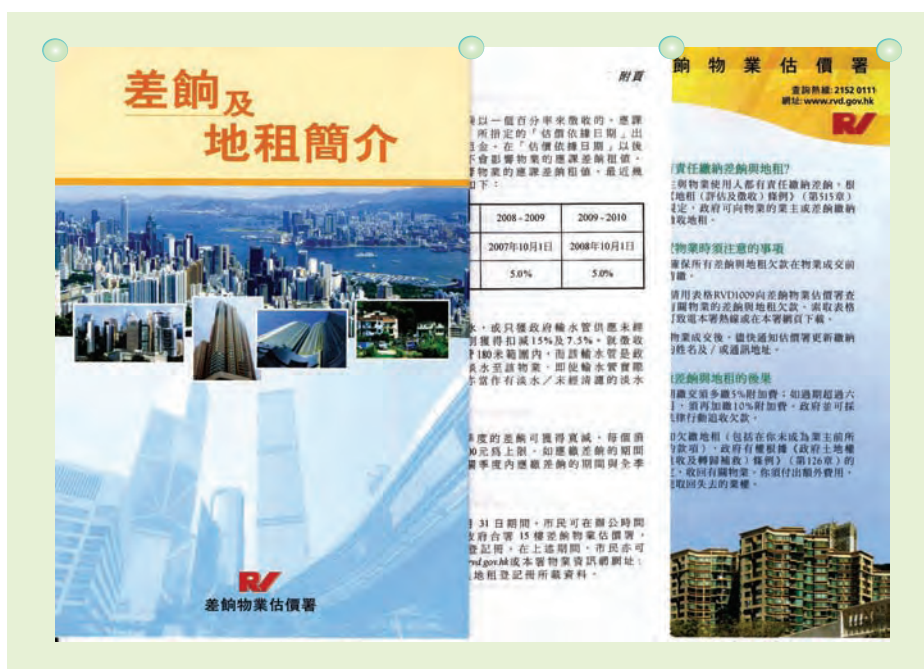 差餉及
地租簡介
RV
差餉物業估價署
附頁
以一個百分率來徵收的。應課
所指定的「估價依據日期」出
租金。在「估價依據日期」以後
不會影響物業的應課差餉租值。
物業的應課差餉租值。最近幾
如下：
2008 - 2009 2009 - 2010
2007年10月1日 2008年10月1日
5.0% 5.0%
水，或只獲政府輸水管供應未經
別獲得扣減15%及7.5%。就徵收
180米範圍內，而該輸水管是政
淡水至該物業，即使輸水管實際
亦當作有淡水／未經清濾的淡水
季度的差餉可獲寬減，每個
00元為上限。如應繳差餉的期間
關季度內應繳差餉的期間與全季
月 31 日期間，市民可在辦公時間
政府合署 15 樓差餉物業估價署，
登記冊。在上述期間，市民亦可
rvd.gov.hk或本署物業資訊網網址：
地租登記冊所載資料。
餉物業估價署
查詢熱線: 2152 0111
網址: www.rvd.gov.hk
RV
責任繳納差餉與地租?
主與物業使用人都有責任繳納差餉。根
《地租（評估及徵收）條例》（第515章）
規定，政府可向物業的業主或差餉繳納
徵收地租。
物業時須注意的事項
確保所有差餉與地租欠款在物業成交前
清繳。
請用表格RVD1009向差餉物業估價署查
有關物業的差餉與地租欠款。索取表格
可致電本署熱線或在本署網頁下載。
物業成交後，儘快通知估價署更新繳納
的姓名及／或通訊地址。
差餉與地租的後果
期繳交須多繳5%附加費；如過期超過六
月，須再加繳10%附加費。政府並可採
法律行動追收欠款。
如欠繳地租（包括在你未成為業主前所
的款項），政府有權根據《政府土地權
收及轉歸補救）條例》（第126章）的
，收回有關物業。你須付出額外費用，
能取回失去的業權。